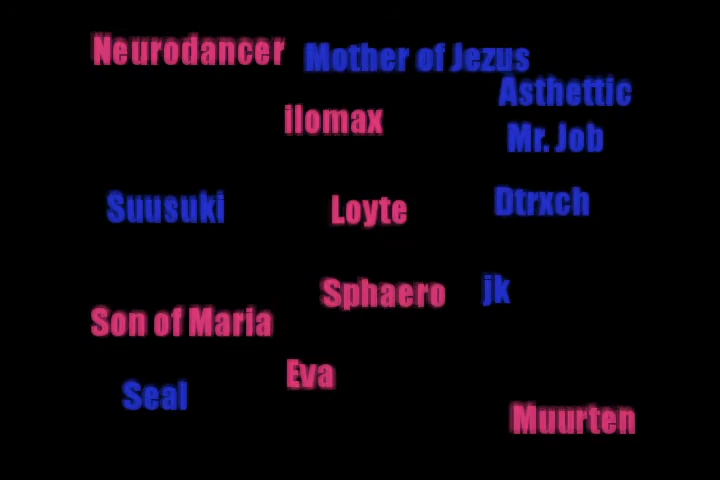 Neurodancer
Mother of Jezus
Asthettic
ilomax
Mr. Job
Suusuki
Loyte
Dtrxch
Sphaero
jk
Son of Maria
Eva
Seal
Muurten